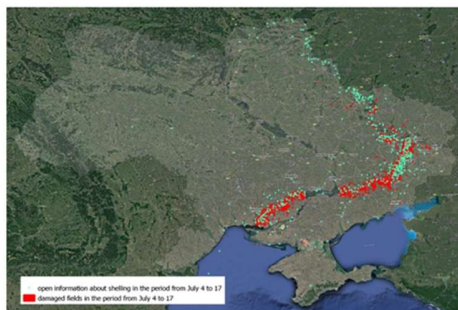 open information about shelling in the period from July 4 to 17
damaged fields in the period from July 4 to 17